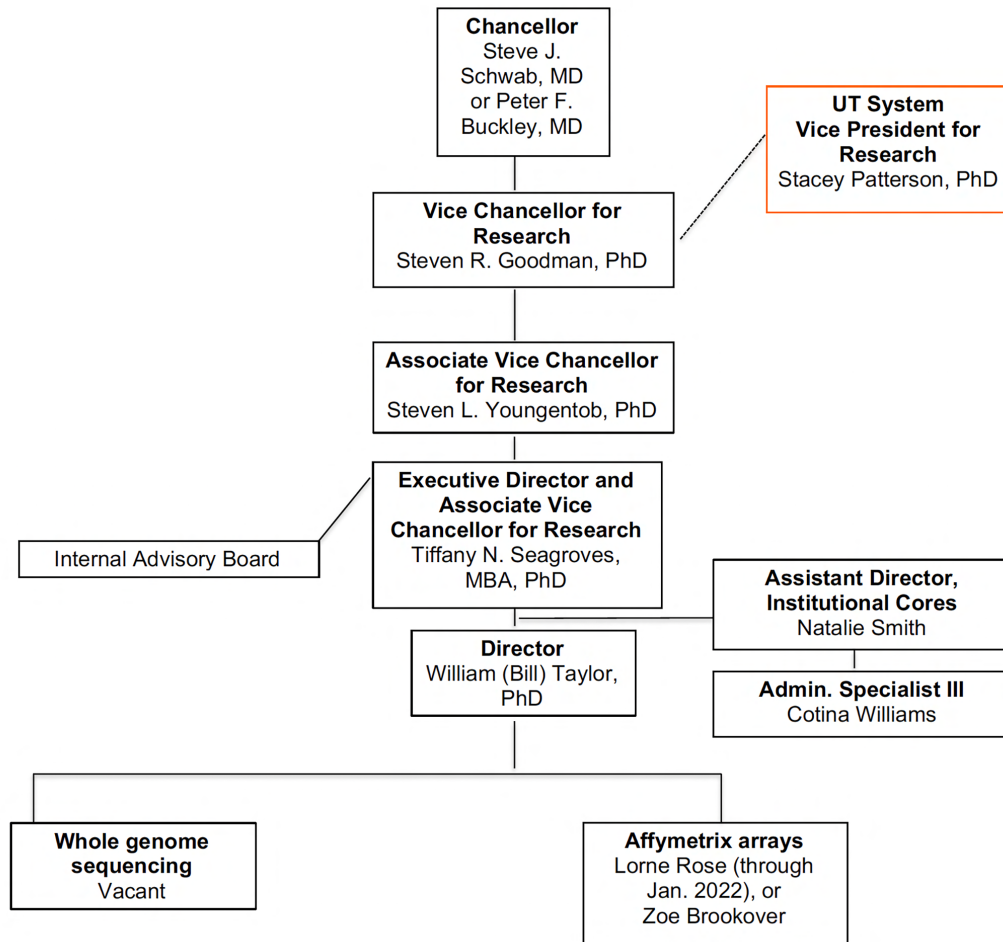 Chancellor
Steve J.
Schwab, MD
or Peter F.
Buckley, MD
UT System
Vice President for
Research
Stacey Patterson, PhD
Vice Chancellor for
Research
Steven R. Goodman, PhD
Associate Vice Chancellor
for Research
Steven L. Youngentob, PhD
Executive Director and
Associate Vice
Chancellor for Research
Tiffany N. Seagroves,
MBA, PhD
Internal Advisory Board
Assistant Director,
Institutional Cores
Natalie Smith
Director
William (Bill) Taylor,
PhD
Admin. Specialist III
Cotina Williams
Whole genome
sequencing
Vacant
Affymetrix arrays
Lorne Rose (through
Jan. 2022), or
Zoe Brookover